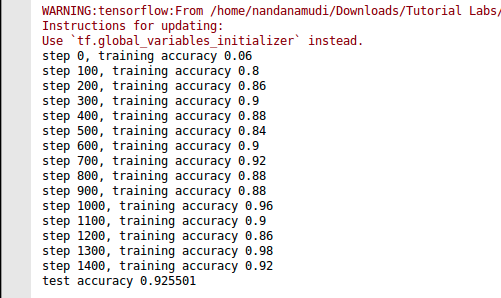 WARNING:tensorflow:From /home/nandanamudi/Downloads/Tutorial Labs/
Instructions for updating:
Use `tf.global_variables_initializer` instead.
step 0, training accuracy 0.06
step 100, training accuracy 0.8
step 200, training accuracy 0.86
step 300, training accuracy 0.9
step 400, training accuracy 0.88
step 500, training accuracy 0.84
step 600, training accuracy 0.9
step 700, training accuracy 0.92
step 800, training accuracy 0.88
step 900, training accuracy 0.88
step 1000, training accuracy 0.96
step 1100, training accuracy 0.9
step 1200, training accuracy 0.86
step 1300, training accuracy 0.98
step 1400, training accuracy 0.92
test accuracy 0.925501